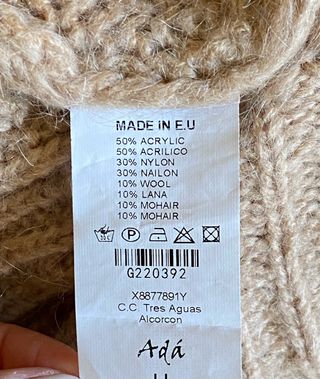 MADE IN E.U
50% ACRYLIC
50% ACRILICO
30% NYLON
30% NAILON
10% WOOL
10% LANA
10% MOHAIR
10% MOHAIR
G220392
X8877891Y
C.C. Tres Aguas
Alcorcon
Adá